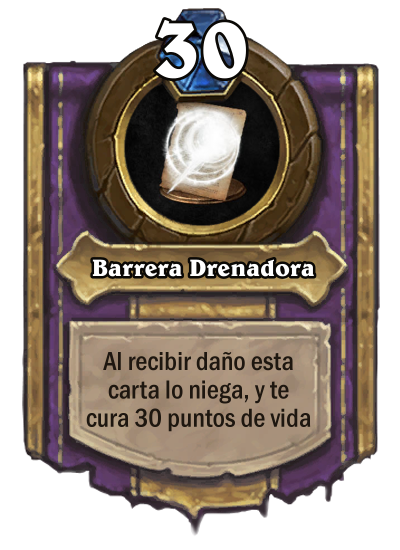 30
Barrera Drenadora
Al recibir daño esta
carta lo niega, y te
cura 30 puntos de vida